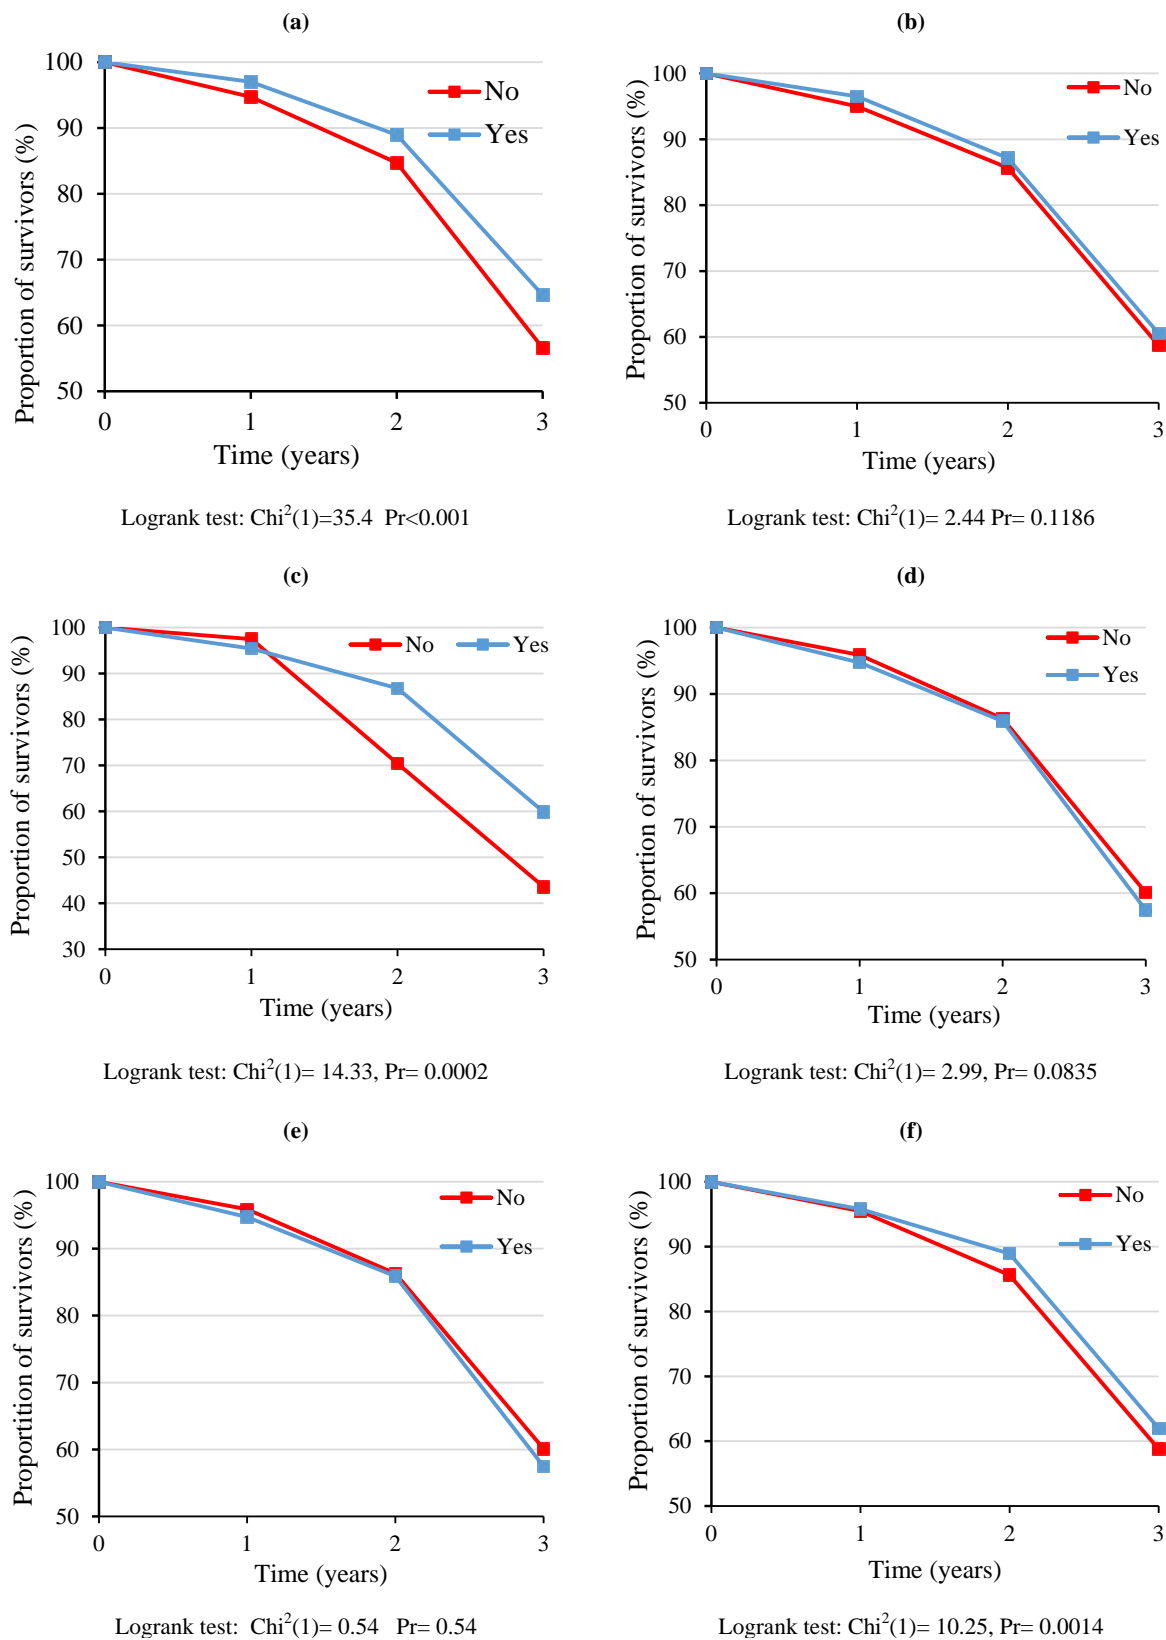 (a)
100
90
80
70
60
50
0
1
2
3
Proportion of survivors (%)
Time (years)
No
Yes
Logrank test: Chi²(1)=35.4 Pr<0.001
(b)
100
90
80
70
60
50
0
1
2
3
Proportion of survivors (%)
Time (years)
No
Yes
Logrank test: Chi²(1)= 2.44 Pr= 0.1186
(c)
100
90
80
70
60
50
40
30
0
1
2
3
Proportion of survivors (%)
Time (years)
No
Yes
Logrank test: Chi²(1)= 14.33, Pr= 0.0002
(d)
100
90
80
70
60
50
0
1
2
3
Proportion of survivors (%)
Time (years)
No
Yes
Logrank test: Chi²(1)= 2.99, Pr= 0.0835
(e)
100
90
80
70
60
50
0
1
2
3
Proportition of survivors (%)
Time (years)
No
Yes
Logrank test: Chi²(1)= 0.54 Pr= 0.54
(f)
100
90
80
70
60
50
0
1
2
3
Proportion of survivors (%)
Time (years)
No
Yes
Logrank test: Chi²(1)= 10.25, Pr= 0.0014